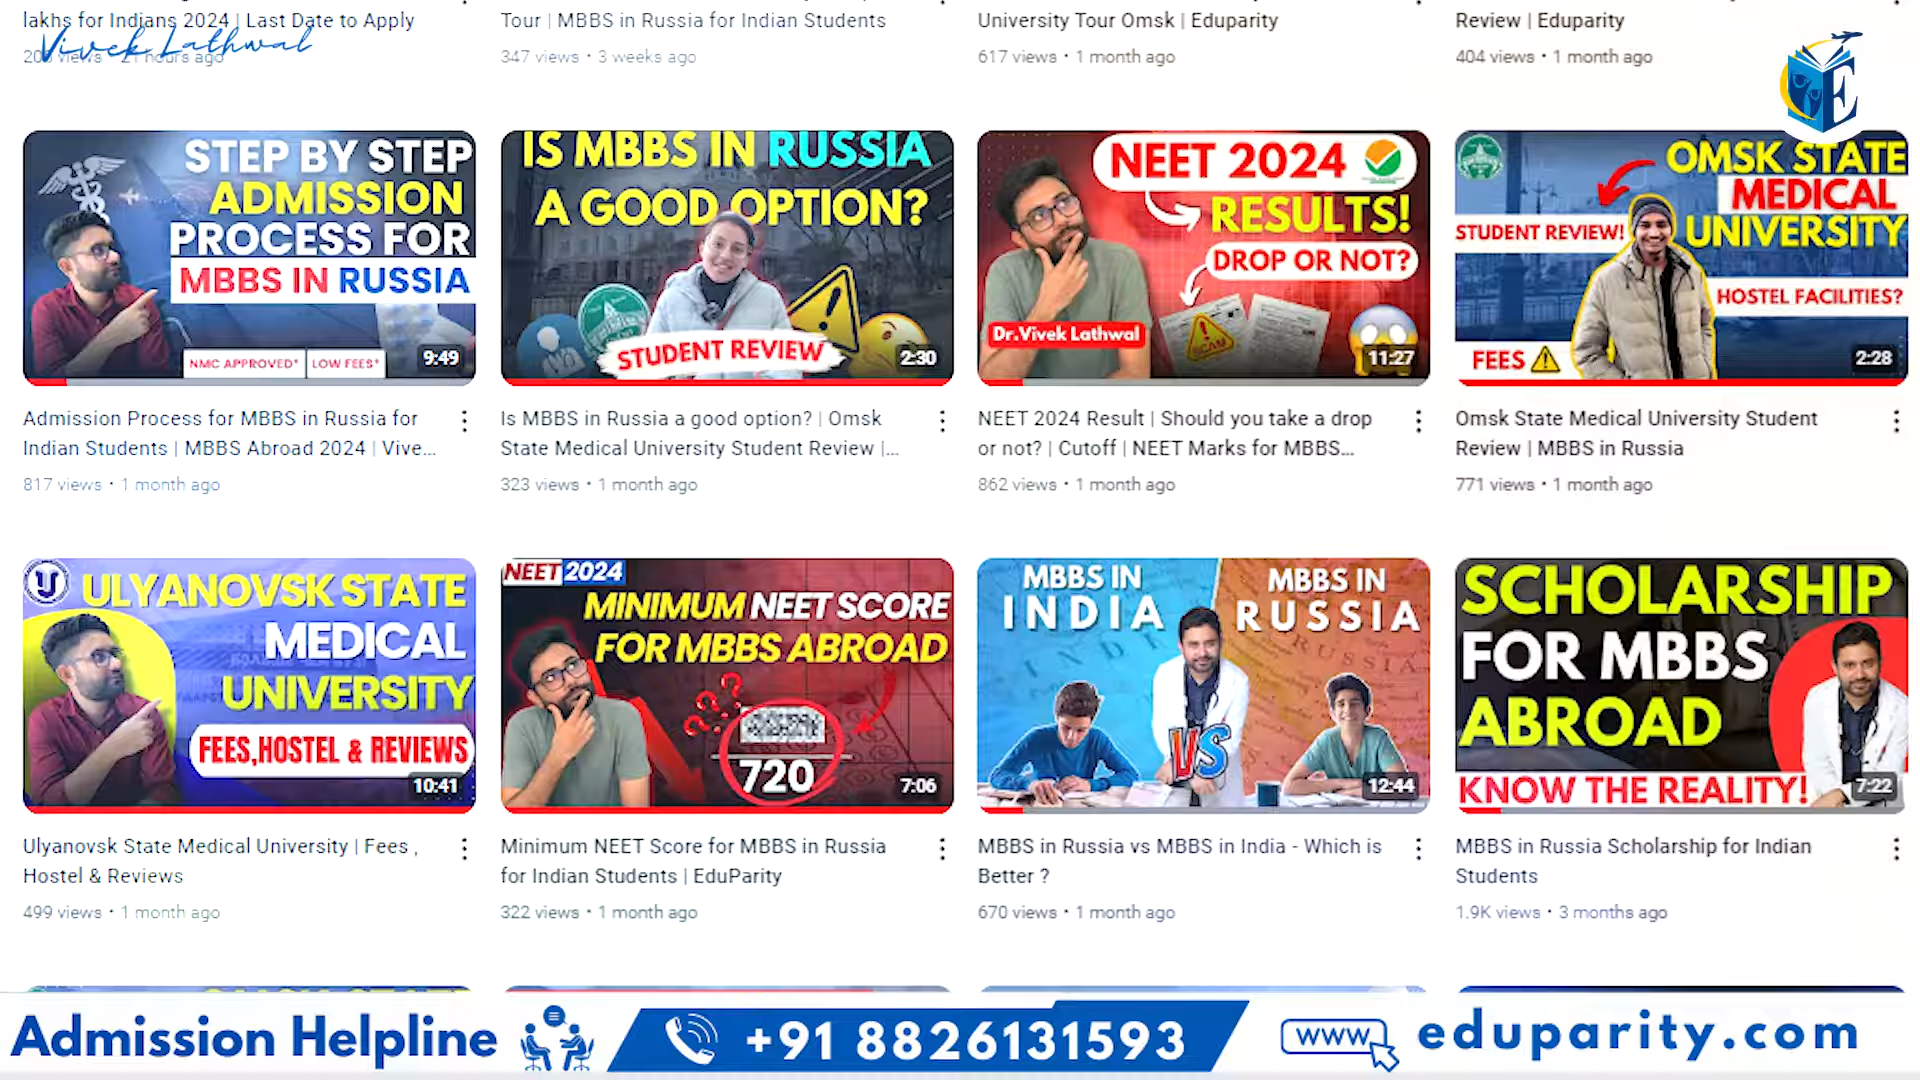 lakhs for Indians 2024 | Last Date to Apply
Tour | MBBS in Russia for Indian Students
University Tour Omsk | Eduparity
Review | Eduparity
Vivek Lathwal
views • 21 hours ago
347 views • 3 weeks ago
617 views • 1 month ago
404 views • 1 month ago
E
STEP BY STEP
ADMISSION
PROCESS FOR
MBBS IN RUSSIA
NMC APPROVED*
LOW FEES*
9:49
IS MBBS IN RUSSIA
A GOOD OPTION?
STUDENT REVIEW
2:30
NEET 2024
RESULTS!
DROP OR NOT?
Dr.Vivek Lathwal
SCAM
11:27
OMSK STATE
MEDICAL
UNIVERSITY
STUDENT REVIEW!
HOSTEL FACILITIES?
FEES
2:28
Admission Process for MBBS in Russia for
Indian Students | MBBS Abroad 2024 | Vive...
817 views • 1 month ago
Is MBBS in Russia a good option? | Omsk
State Medical University Student Review |...
323 views • 1 month ago
NEET 2024 Result | Should you take a drop
or not? | Cutoff | NEET Marks for MBBS...
862 views • 1 month ago
Omsk State Medical University Student
Review | MBBS in Russia
771 views • 1 month ago
ULYANOVSK STATE
MEDICAL
UNIVERSITY
FEES,HOSTEL & REVIEWS
10:41
NEET 2024
MINIMUM NEET SCORE
FOR MBBS ABROAD
???
720
7:06
MBBS IN
INDIA
MBBS IN
RUSSIA
VS
12:44
SCHOLARSHIP
FOR MBBS
ABROAD
KNOW THE REALITY!
7:22
Ulyanovsk State Medical University | Fees ,
Hostel & Reviews
499 views • 1 month ago
Minimum NEET Score for MBBS in Russia
for Indian Students | EduParity
322 views • 1 month ago
MBBS in Russia vs MBBS in India - Which is
Better ?
670 views • 1 month ago
MBBS in Russia Scholarship for Indian
Students
1.9K views • 3 months ago
Admission Helpline
+91 8826131593
www
eduparity.com